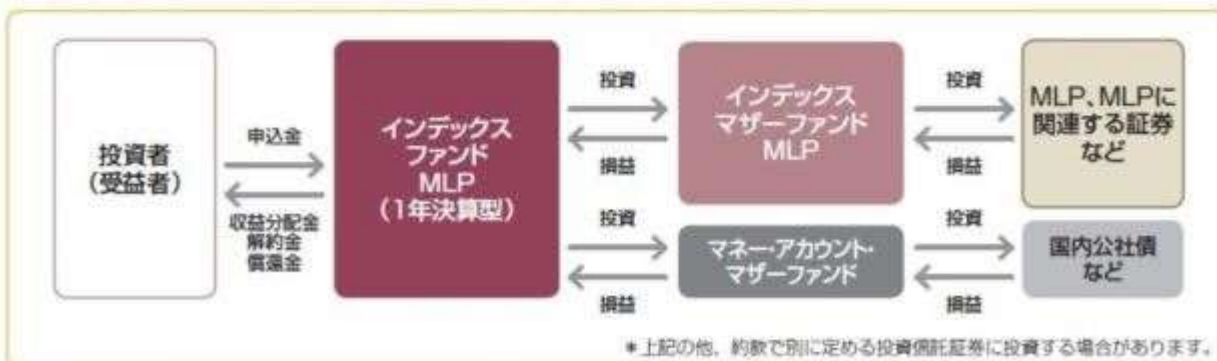 投資者
（受益者）
申込金
収益分配金
解約金
償還金
インデックス
ファンド
MLP
（1年決算型）
投資
損益
投資
損益
インデックス
マザーファンド
MLP
マネー・アカウント・
マザーファンド
投資
損益
投資
損益
MLP、MLPに
関連する証券
など
国内公社債
など
＊上記の他、約款で別に定める投資信託証券に投資する場合があります。